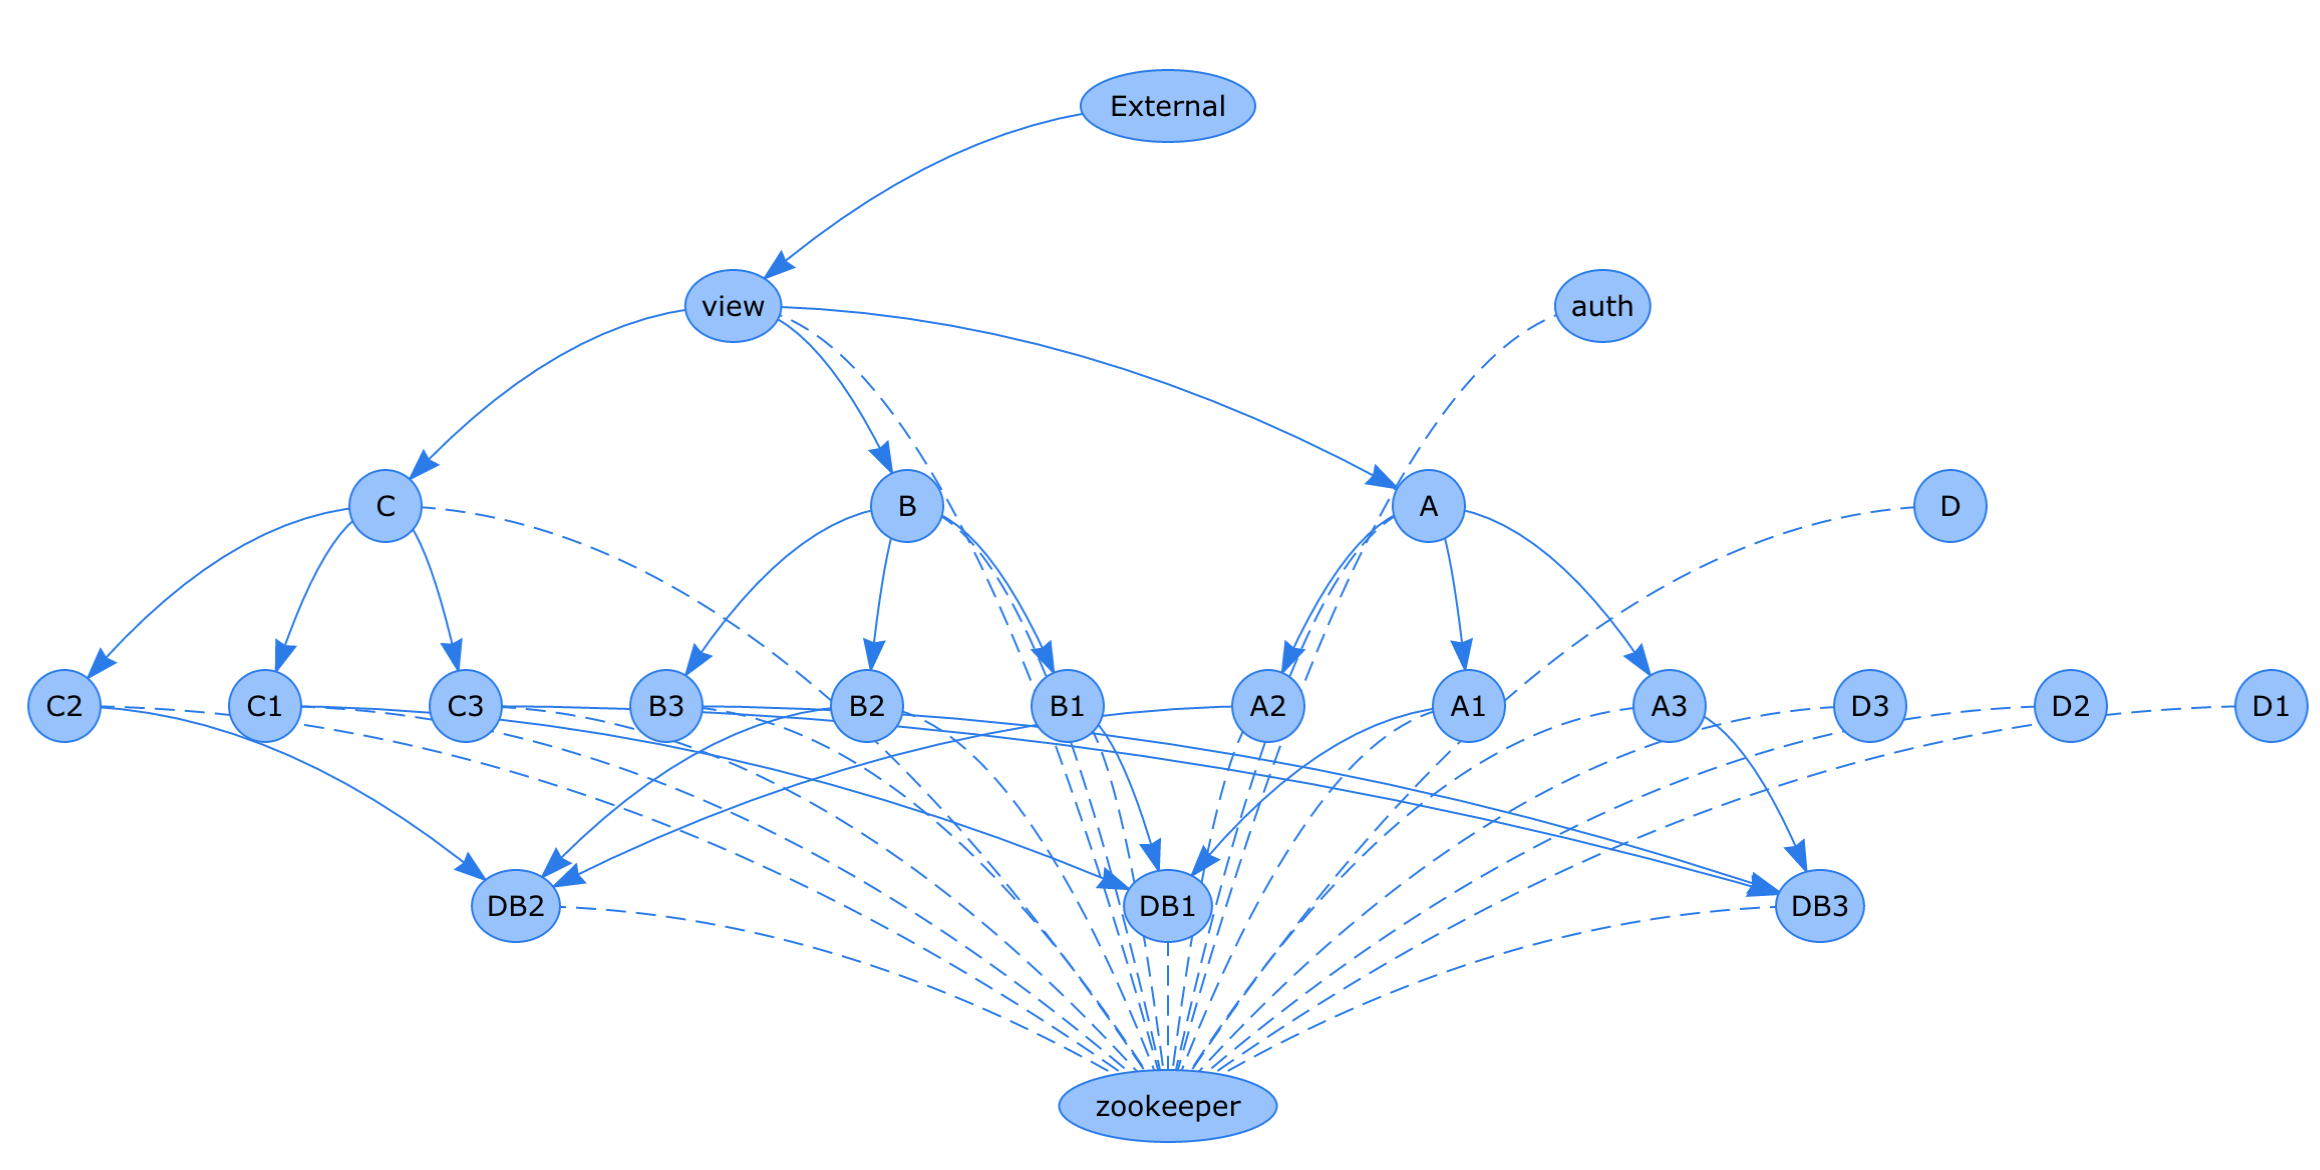 External
view
auth
C
B
A
D
C2
C1
C3
B3
B2
B1
A2
A1
A3
D3
D2
D1
DB2
DB1
DB3
zookeeper